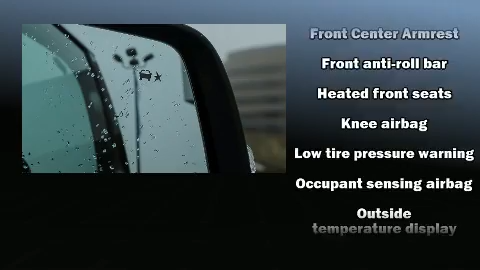 Front Center Armrest
Front anti-roll bar
Heated front seats
Knee airbag
Low tire pressure warning
Occupant sensing airbag
Outside
temperature display